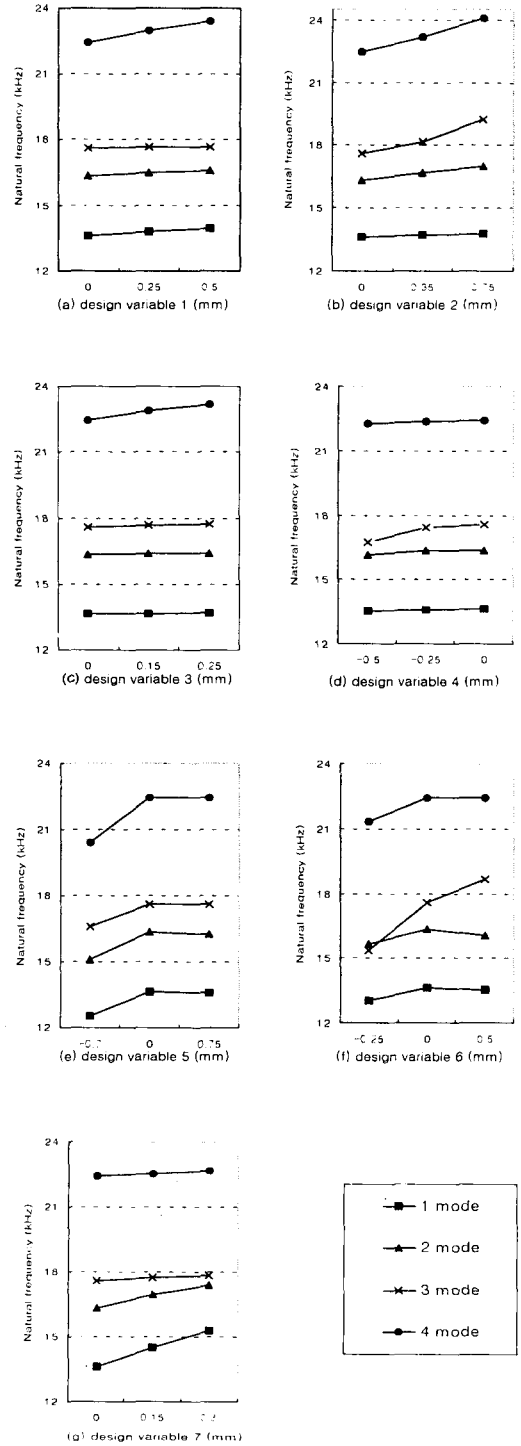 24
21
18
15
12
Natural frequency (kHz)
0 0.25 0.5
(a) design variable 1 (mm)
24
21
18
15
12
Natural frequency (kHz)
0 0.35 0.75
(b) design variable 2 (mm)
24
21
18
15
12
Natural frequency (kHz)
0 0.15 0.25
(c) design variable 3 (mm)
24
21
18
15
12
Natural frequency (kHz)
-0.5 -0.25 0
(d) design variable 4 (mm)
24
21
18
15
12
Natural frequency (kHz)
0 0.75
(e) design variable 5 (mm)
24
21
18
15
12
Natural frequency (kHz)
-0.25 0 0.5
(f) design variable 6 (mm)
24
21
18
15
12
Natural frequency (kHz)
0 0.15
(g) design variable 7 (mm)
1 mode
2 mode
3 mode
4 mode